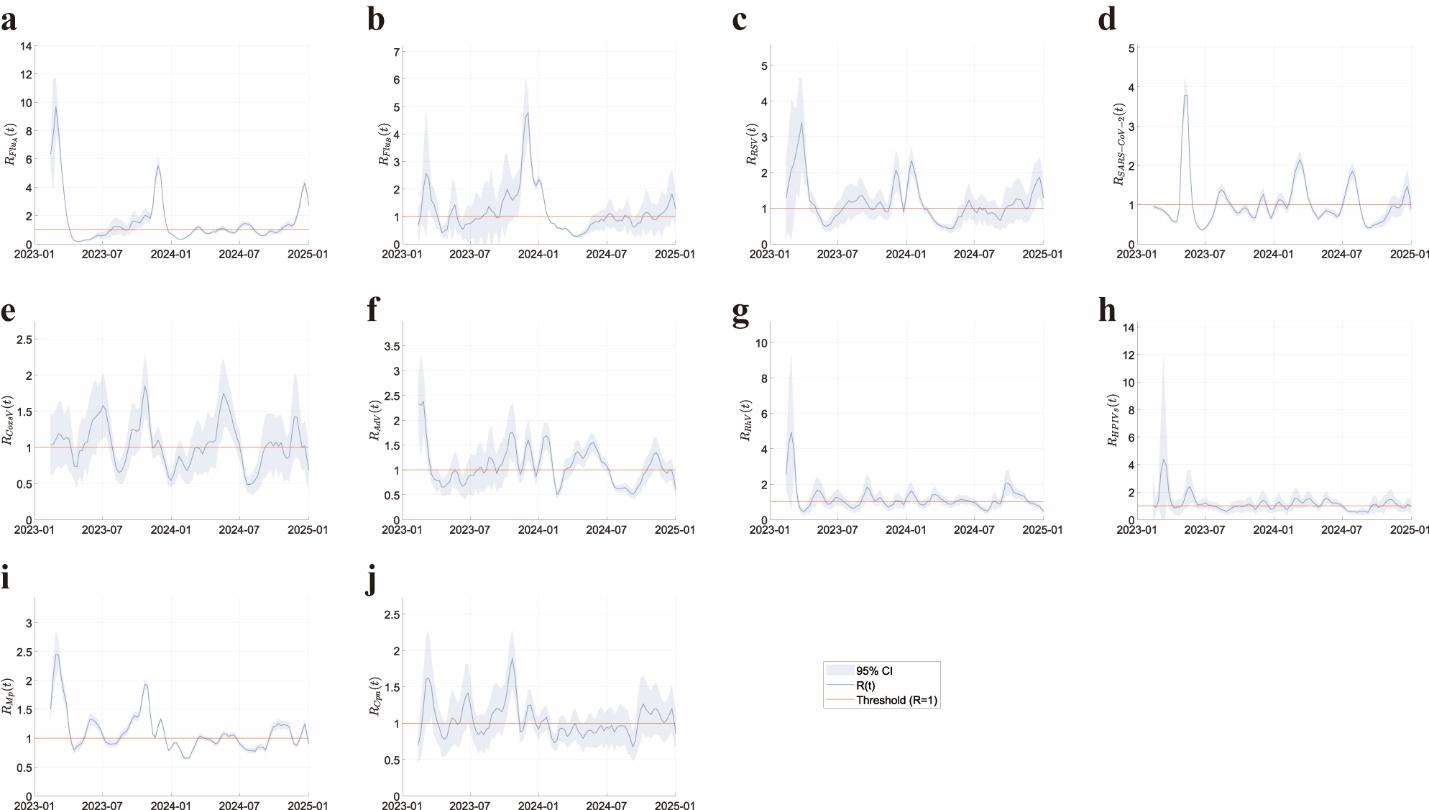 a
14
12
10
8
6
4
2
0
R_{Flu_A}(t)
2023-01 2023-07 2024-01 2024-07 2025-01
b
7
6
5
4
3
2
1
0
R_{Flu_B}(t)
2023-01 2023-07 2024-01 2024-07 2025-01
c
5
4
3
2
1
0
R_{RSV}(t)
2023-01 2023-07 2024-01 2024-07 2025-01
d
5
4
3
2
1
0
R_{SARS-CoV-2}(t)
2023-01 2023-07 2024-01 2024-07 2025-01
e
2.5
2
1.5
1
0.5
0
R_{CoxsV}(t)
2023-01 2023-07 2024-01 2024-07 2025-01
f
3.5
3
2.5
2
1.5
1
0.5
0
R_{AdV}(t)
2023-01 2023-07 2024-01 2024-07 2025-01
g
10
8
6
4
2
0
R_{RhV}(t)
2023-01 2023-07 2024-01 2024-07 2025-01
h
14
12
10
8
6
4
2
0
R_{HPIVs}(t)
2023-01 2023-07 2024-01 2024-07 2025-01
i
3
2.5
2
1.5
1
0.5
0
R_{Mp}(t)
2023-01 2023-07 2024-01 2024-07 2025-01
j
2.5
2
1.5
1
0.5
0
R_{Cpn}(t)
2023-01 2023-07 2024-01 2024-07 2025-01
95% CI
R(t)
Threshold (R=1)